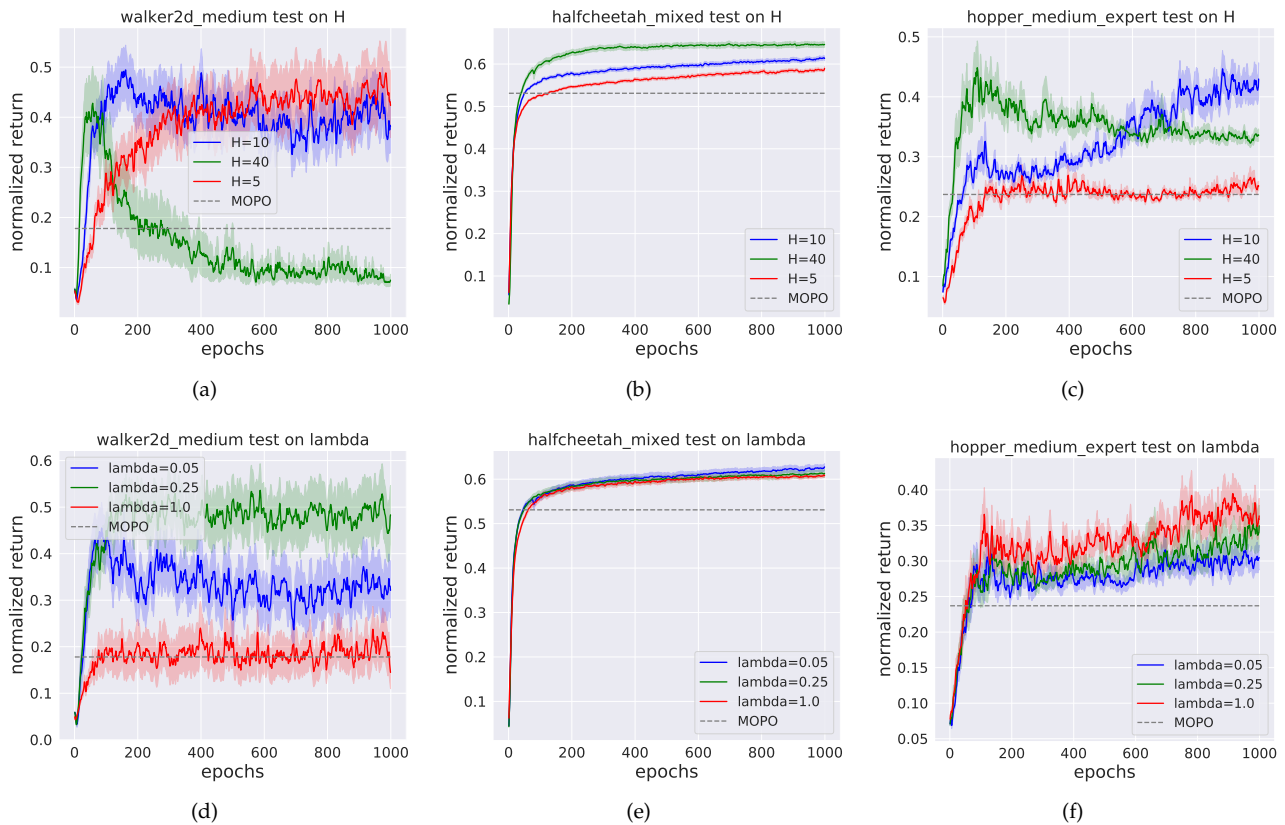 walker2d_medium test on H
normalized return
0.5
0.4
0.3
0.2
0.1
H=10
H=40
H=5
MOPO
0 200 400 600 800 1000
epochs
(a)
halfcheetah_mixed test on H
normalized return
0.6
0.5
0.4
0.3
0.2
0.1
H=10
H=40
H=5
MOPO
0 200 400 600 800 1000
epochs
(b)
hopper_medium_expert test on H
normalized return
0.5
0.4
0.3
0.2
0.1
H=10
H=40
H=5
MOPO
0 200 400 600 800 1000
epochs
(c)
walker2d_medium test on lambda
normalized return
0.6
0.5
0.4
0.3
0.2
0.1
0.0
lambda=0.05
lambda=0.25
lambda=1.0
MOPO
0 200 400 600 800 1000
epochs
(d)
halfcheetah_mixed test on lambda
normalized return
0.6
0.5
0.4
0.3
0.2
0.1
lambda=0.05
lambda=0.25
lambda=1.0
MOPO
0 200 400 600 800 1000
epochs
(e)
hopper_medium_expert test on lambda
normalized return
0.40
0.35
0.30
0.25
0.20
0.15
0.10
0.05
lambda=0.05
lambda=0.25
lambda=1.0
MOPO
0 200 400 600 800 1000
epochs
(f)